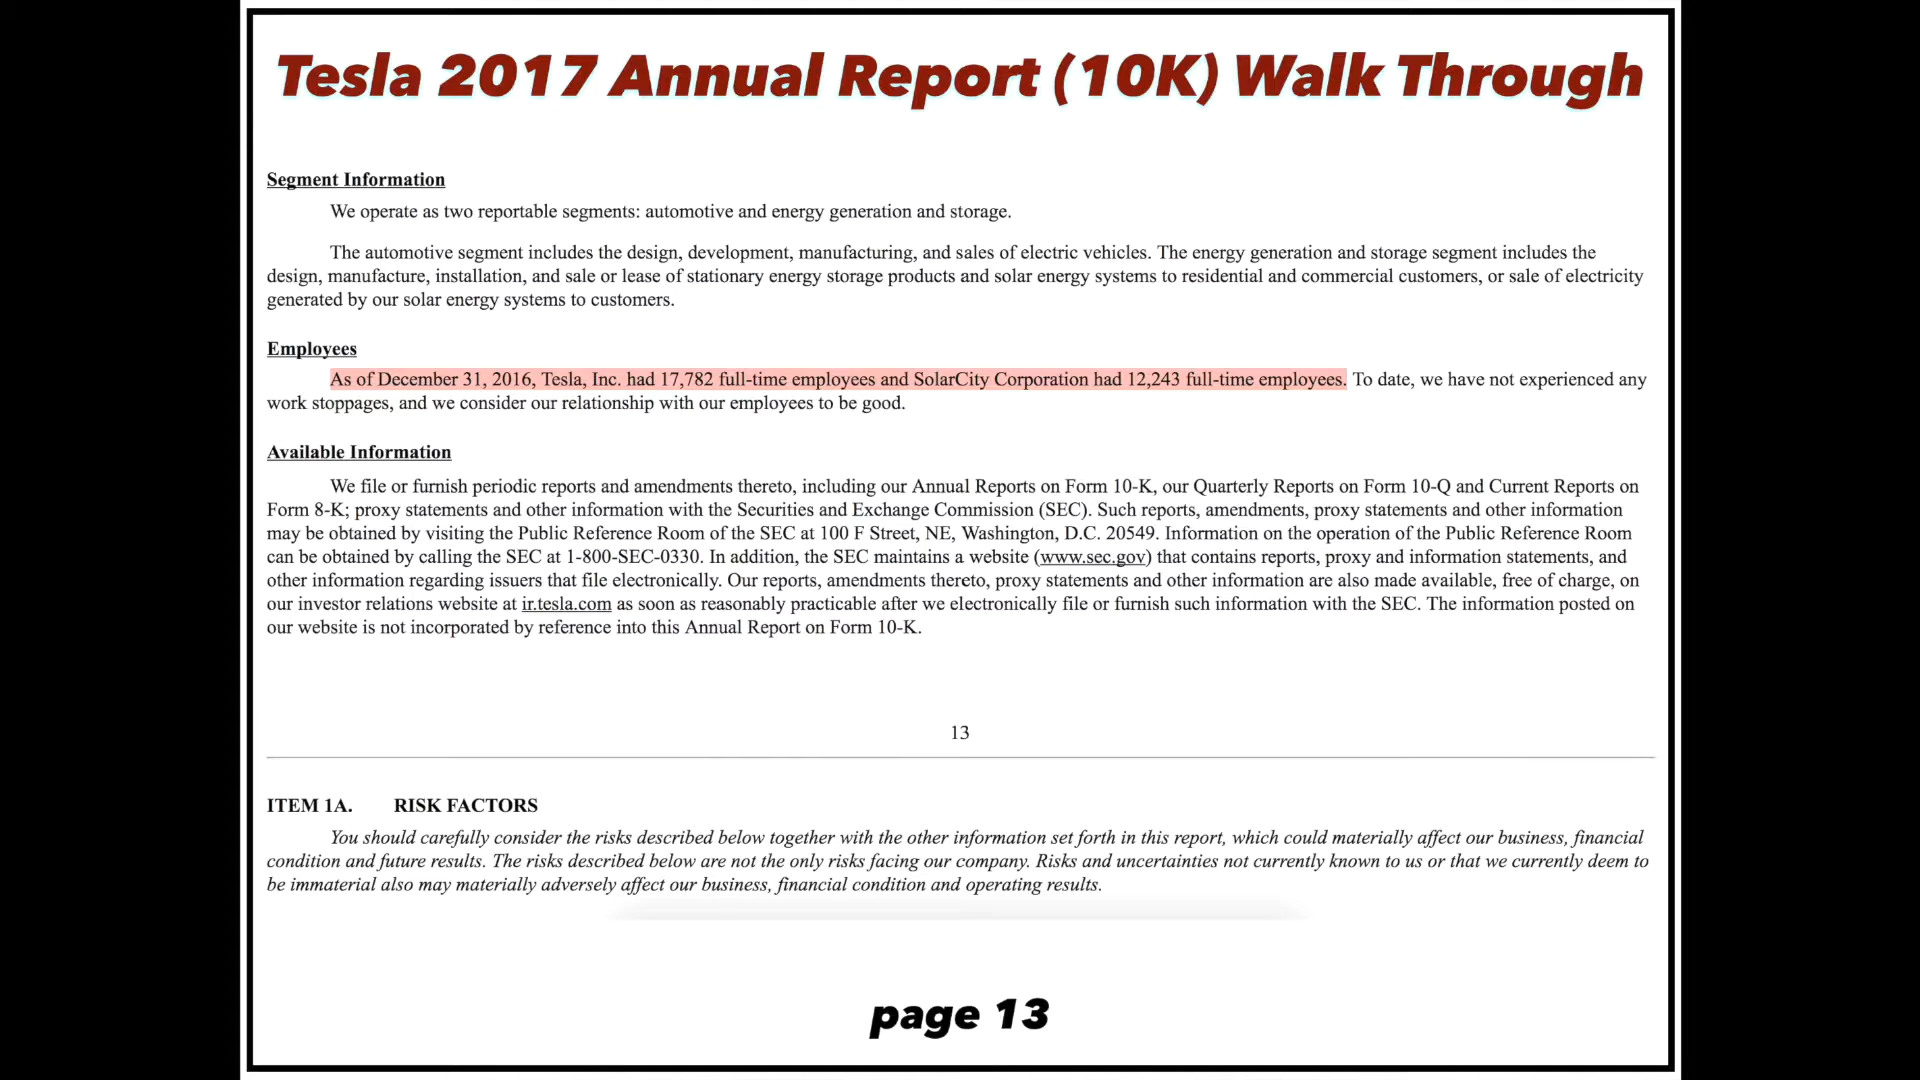 Tesla 2017 Annual Report (10K) Walk Through
Segment Information
We operate as two reportable segments: automotive and energy generation and storage.
The automotive segment includes the design, development, manufacturing, and sales of electric vehicles. The energy generation and storage segment includes the
design, manufacture, installation, and sale or lease of stationary energy storage products and solar energy systems to residential and commercial customers, or sale of electricity
generated by our solar energy systems to customers.
Employees
As of December 31, 2016, Tesla, Inc. had 17,782 full-time employees and SolarCity Corporation had 12,243 full-time employees. To date, we have not experienced any
work stoppages, and we consider our relationship with our employees to be good.
Available Information
We file or furnish periodic reports and amendments thereto, including our Annual Reports on Form 10-K, our Quarterly Reports on Form 10-Q and Current Reports on
Form 8-K; proxy statements and other information with the Securities and Exchange Commission (SEC). Such reports, amendments, proxy statements and other information
may be obtained by visiting the Public Reference Room of the SEC at 100 F Street, NE, Washington, D.C. 20549. Information on the operation of the Public Reference Room
can be obtained by calling the SEC at 1-800-SEC-0330. In addition, the SEC maintains a website (www.sec.gov) that contains reports, proxy and information statements, and
other information regarding issuers that file electronically. Our reports, amendments thereto, proxy statements and other information are also made available, free of charge, on
our investor relations website at ir.tesla.com as soon as reasonably practicable after we electronically file or furnish such information with the SEC. The information posted on
our website is not incorporated by reference into this Annual Report on Form 10-K.
13
ITEM 1A. RISK FACTORS
You should carefully consider the risks described below together with the other information set forth in this report, which could materially affect our business, financial
condition and future results. The risks described below are not the only risks facing our company. Risks and uncertainties not currently known to us or that we currently deem to
be immaterial also may materially adversely affect our business, financial condition and operating results.
page 13